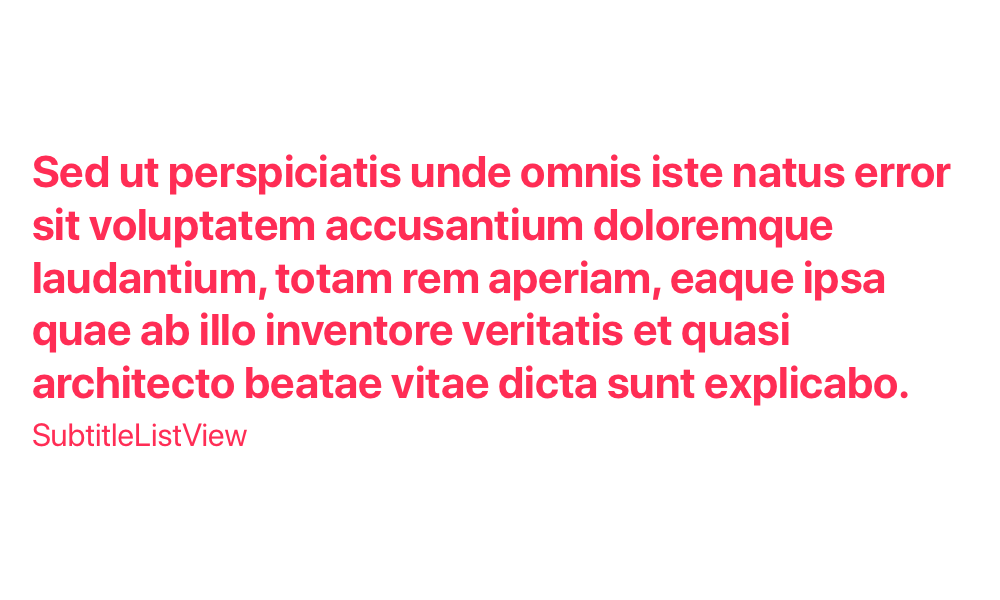 Sed ut perspiciatis unde omnis iste natus error
sit voluptatem accusantium doloremque
laudantium, totam rem aperiam, eaque ipsa
quae ab illo inventore veritatis et quasi
architecto beatae vitae dicta sunt explicabo.
SubtitleListView